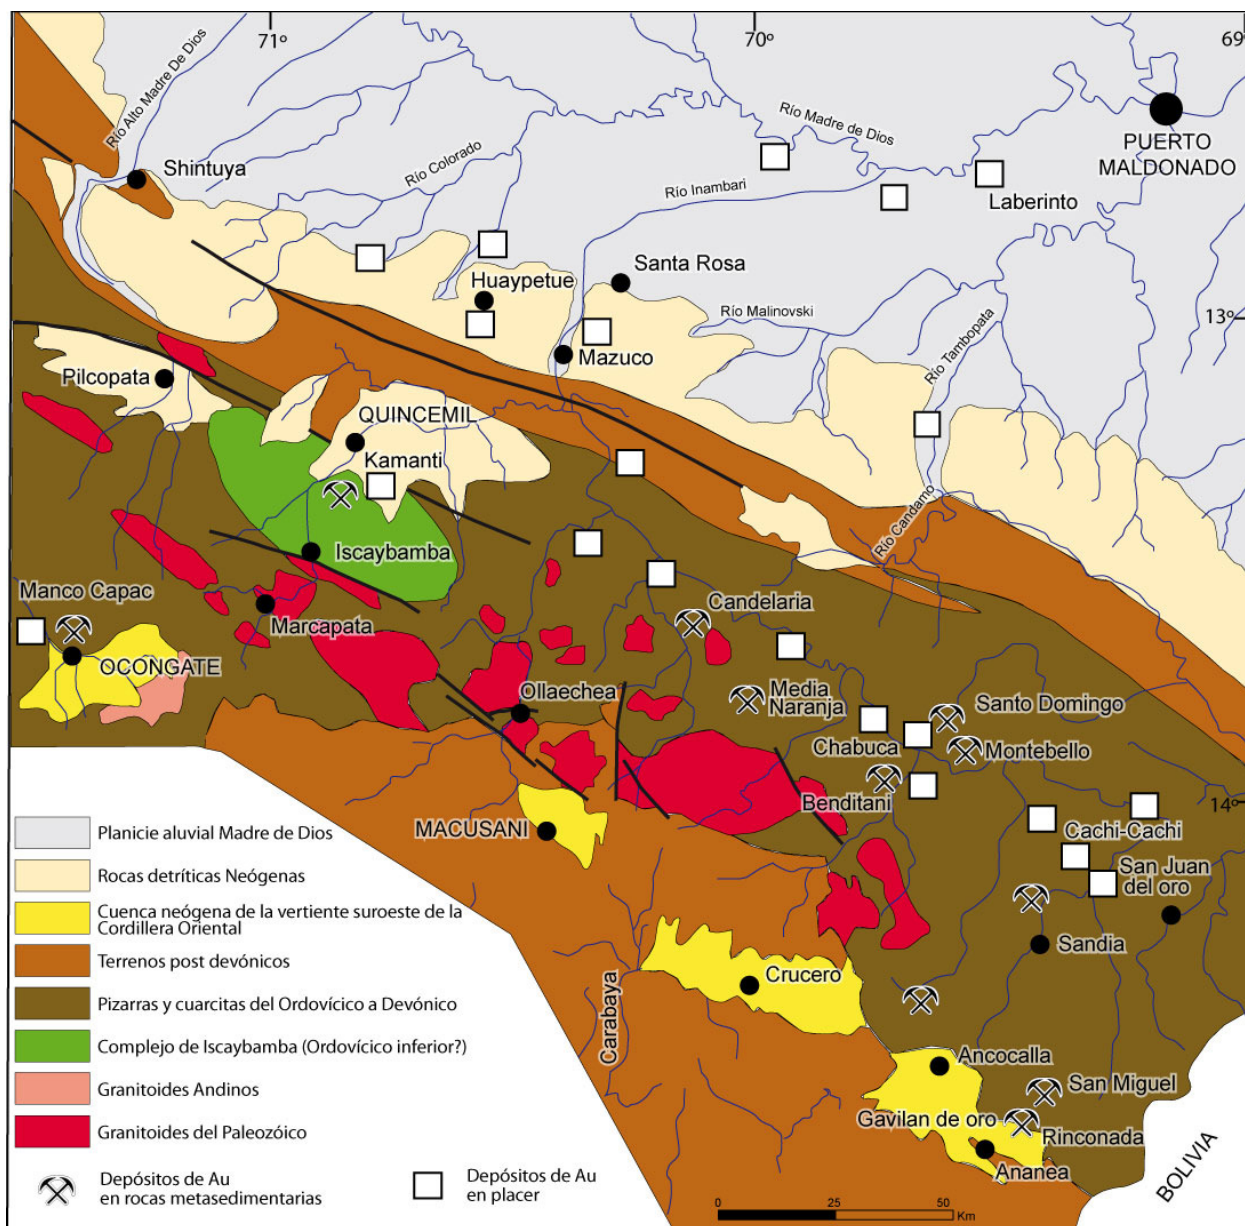 71º
70º
69º
Río Alto Madre De Dios
Río Madre de Dios
PUERTO
MALDONADO
Shintuya
Río Colorado
Río Inambari
Laberinto
Santa Rosa
Huaypetue
Río Malinovski
13º
Mazuco
Río Tambopata
Pilcopata
QUINCEMIL
Kamanti
Río Candamo
Iscaybamba
Manco Capac
Candelaria
Marcapata
OCONGATE
Ollaechea
Media
Naranja
Santo Domingo
Chabuca
Montebello
Benditani
14º
MACUSANI
Cachi-Cachi
San Juan
del oro
Sandia
Crucero
Carabaya
Ancocalla
San Miguel
Gavilan de oro
Rinconada
Ananea
BOLIVIA
Planicie aluvial Madre de Dios
Rocas detríticas Neógenas
Cuenca neógena de la vertiente suroeste de la
Cordillera Oriental
Terrenos post devónicos
Pizarras y cuarcitas del Ordovícico a Devónico
Complejo de Iscaybamba (Ordovícico inferior?)
Granitoides Andinos
Granitoides del Paleozóico
Depósitos de Au
en rocas metasedimentarias
Depósitos de Au
en placer
0 25 50
Km